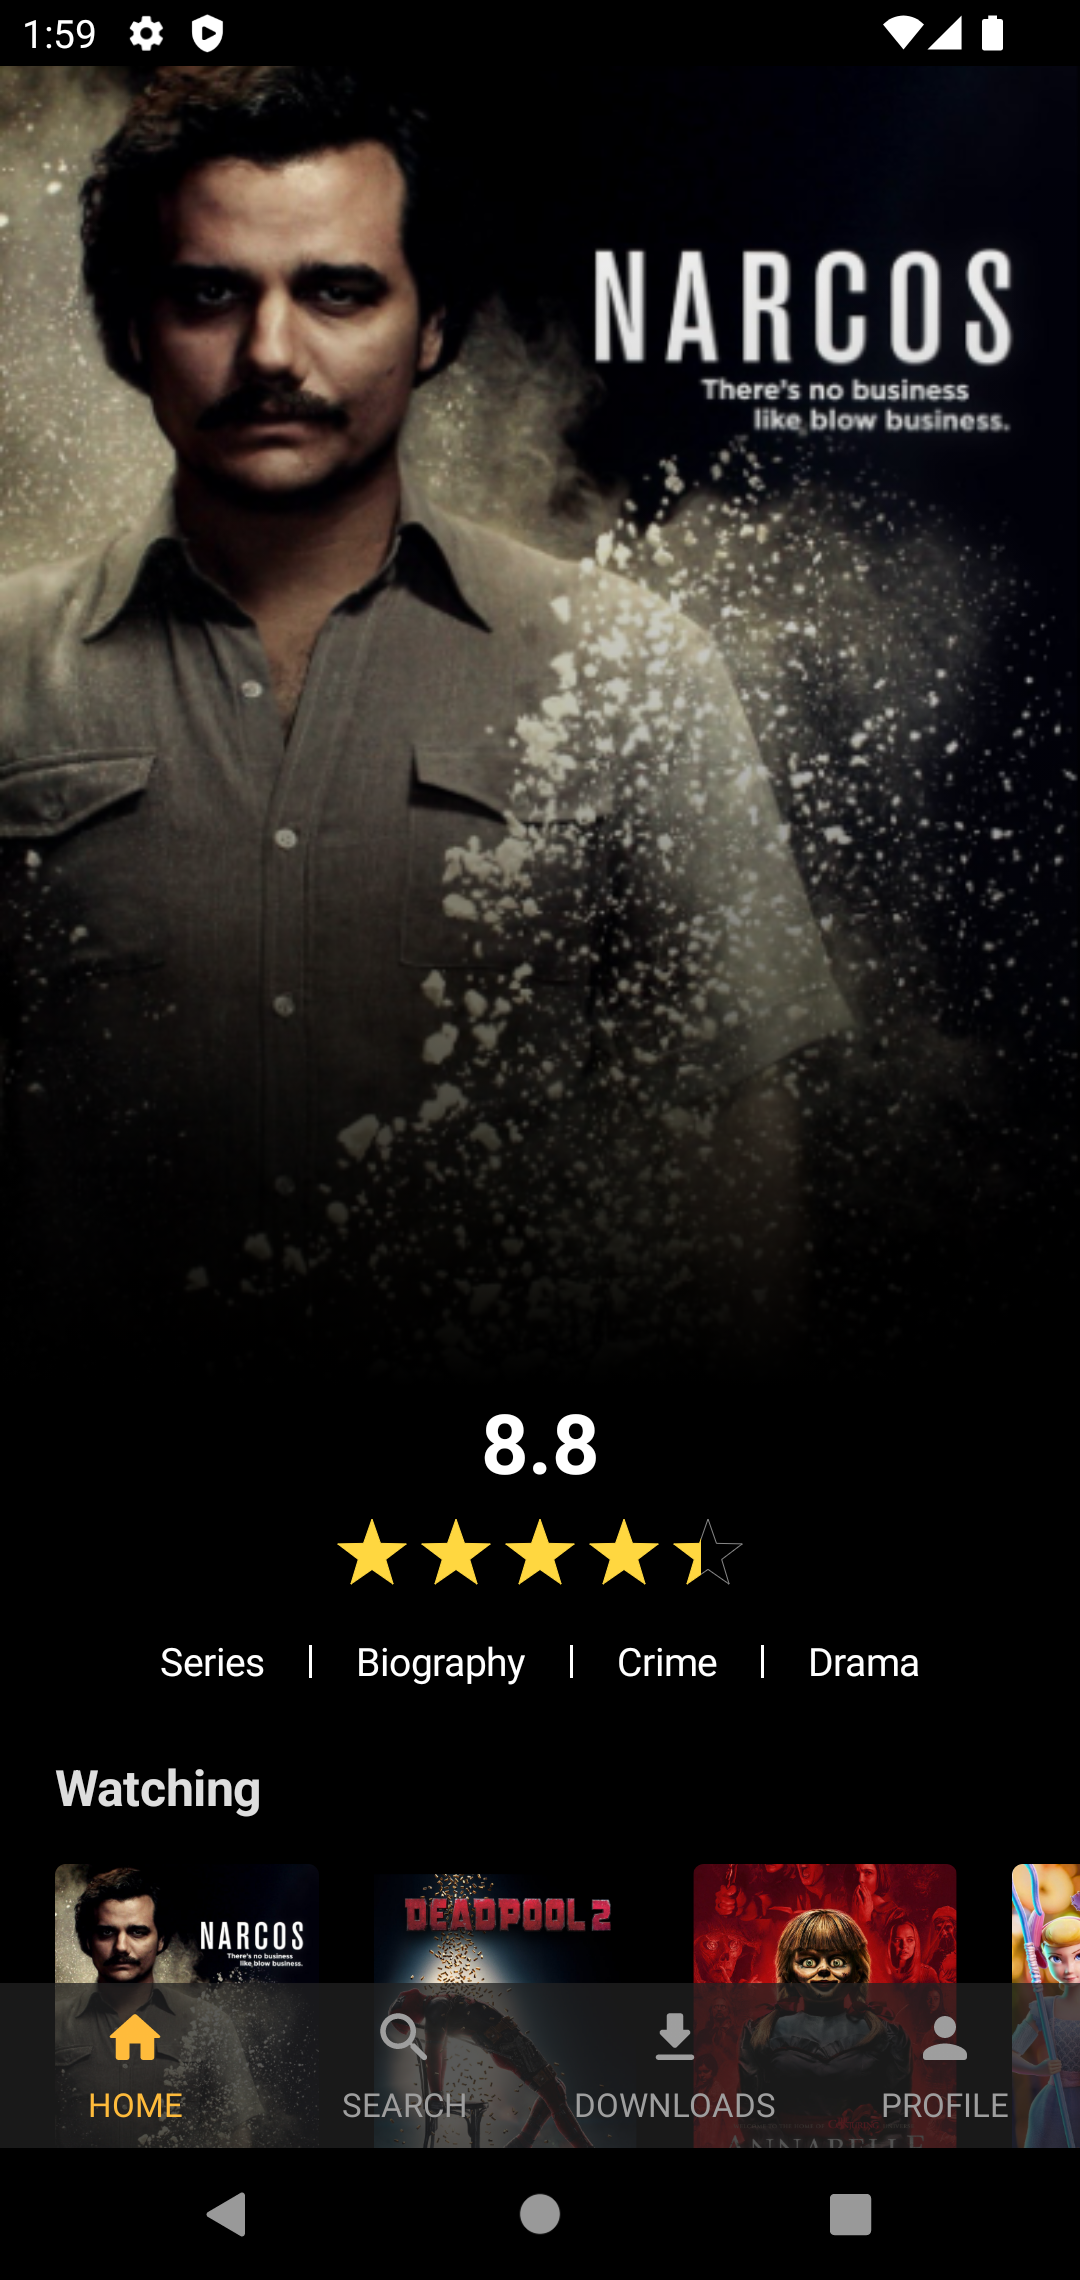 1:59
NARCOS
There's no business
like blow business.
8.8
Series | Biography | Crime | Drama
Watching
NARCOS
There's no business
like blow business.
DEADPOOL 2
HOME
SEARCH
DOWNLOADS
PROFILE
ANNABELLE